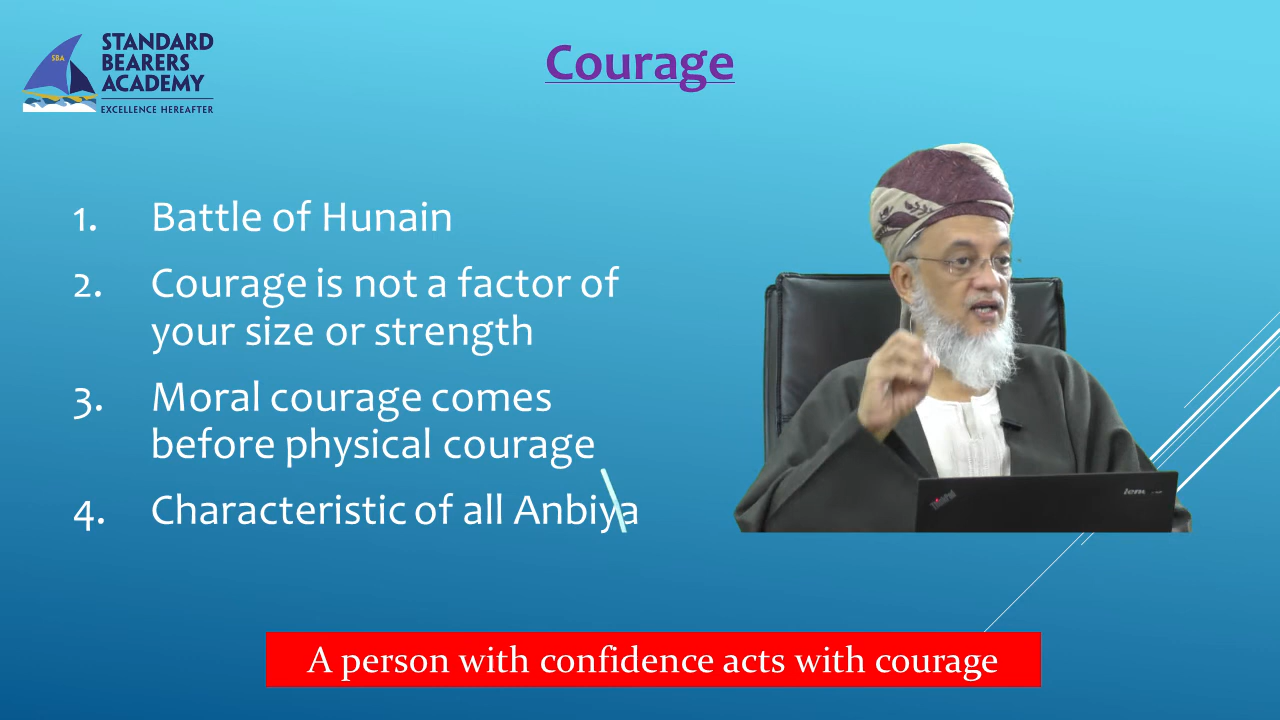 SBA
STANDARD
BEARERS
ACADEMY
EXCELLENCE HEREAFTER
Courage
1. Battle of Hunain
2. Courage is not a factor of
your size or strength
3. Moral courage comes
before physical courage
4. Characteristic of all Anbiya
A person with confidence acts with courage